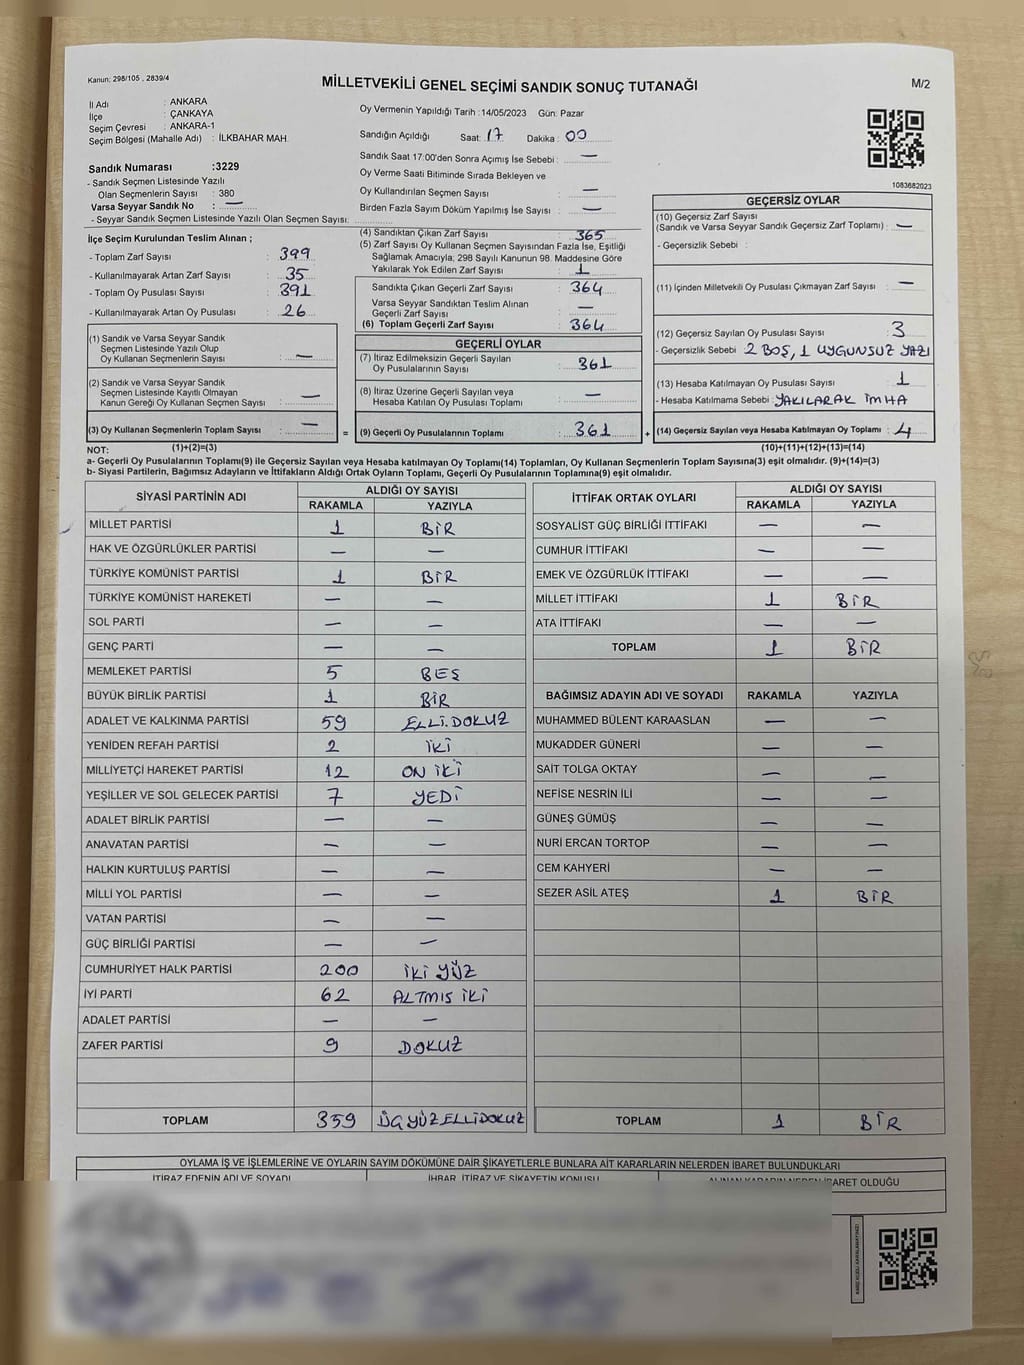 Kanun: 298/105 , 2839/4
MİLLETVEKİLİ GENEL SEÇİMİ SANDIK SONUÇ TUTANAĞI
M/2
İl Adı : ANKARA
İlçe : ÇANKAYA
Seçim Çevresi : ANKARA-1
Seçim Bölgesi (Mahalle Adı) : İLKBAHAR MAH.
Sandık Numarası :3229
- Sandık Seçmen Listesinde Yazılı
Olan Seçmenlerin Sayısı : 380
Varsa Seyyar Sandık No : —
- Seyyar Sandık Seçmen Listesinde Yazılı Olan Seçmen Sayısı:
Oy Vermenin Yapıldığı Tarih :14/05/2023 Gün: Pazar
Sandığın Açıldığı Saat: 17 Dakika : 00
Sandık Saat 17:00'den Sonra Açımış İse Sebebi : —
Oy Verme Saati Bitiminde Sırada Bekleyen ve
Oy Kullandırılan Seçmen Sayısı : —
Birden Fazla Sayım Döküm Yapılmış İse Sayısı : —
1083682023
İlçe Seçim Kurulundan Teslim Alınan ;
- Toplam Zarf Sayısı : 399
- Kullanılmayarak Artan Zarf Sayısı : 35
- Toplam Oy Pusulası Sayısı : 391
- Kullanılmayarak Artan Oy Pusulası : 26
(1) Sandık ve Varsa Seyyar Sandık
Seçmen Listesinde Yazılı Olup
Oy Kullanan Seçmenlerin Sayısı : —
(2) Sandık ve Varsa Seyyar Sandık
Seçmen Listesinde Kayıtlı Olmayan
Kanun Gereği Oy Kullanan Seçmen Sayısı : —
(3) Oy Kullanan Seçmenlerin Toplam Sayısı : —
(4) Sandıktan Çıkan Zarf Sayısı : 365
(5) Zarf Sayısı Oy Kullanan Seçmen Sayısından Fazla İse, Eşitliği
Sağlamak Amacıyla; 298 Sayılı Kanunun 98. Maddesine Göre
Yakılarak Yok Edilen Zarf Sayısı : 1
Sandıkta Çıkan Geçerli Zarf Sayısı : 364
Varsa Seyyar Sandıktan Teslim Alınan
Geçerli Zarf Sayısı : —
(6) Toplam Geçerli Zarf Sayısı : 364
GEÇERLİ OYLAR
(7) İtiraz Edilmeksizin Geçerli Sayılan
Oy Pusulalarının Sayısı : 361
(8) İtiraz Üzerine Geçerli Sayılan veya
Hesaba Katılan Oy Pusulası Toplamı : —
= (9) Geçerli Oy Pusulalarının Toplamı : 361 +
GEÇERSİZ OYLAR
(10) Geçersiz Zarf Sayısı
(Sandık ve Varsa Seyyar Sandık Geçersiz Zarf Toplamı) : —
- Geçersizlik Sebebi :
(11) İçinden Milletvekili Oy Pusulası Çıkmayan Zarf Sayısı : —
(12) Geçersiz Sayılan Oy Pusulası Sayısı : 3
- Geçersizlik Sebebi 2 BOŞ, 1 UYGUNSUZ YAZI
(13) Hesaba Katılmayan Oy Pusulası Sayısı : 1
- Hesaba Katılmama Sebebi : YAKILARAK İMHA
(14) Geçersiz Sayılan veya Hesaba Katılmayan Oy Toplamı : 4
NOT: (1)+(2)=(3) (10)+(11)+(12)+(13)=(14)
a- Geçerli Oy Pusulalarının Toplamı(9) ile Geçersiz Sayılan veya Hesaba katılmayan Oy Toplamı(14) Toplamları, Oy Kullanan Seçmenlerin Toplam Sayısına(3) eşit olmalıdır. (9)+(14)=(3)
b- Siyasi Partilerin, Bağımsız Adayların ve İttifakların Aldığı Ortak Oyların Toplamı, Geçerli Oy Pusulalarının Toplamına(9) eşit olmalıdır.
SİYASİ PARTİNİN ADI ALDIĞI OY SAYISI
RAKAMLA YAZIYLA
MİLLET PARTİSİ 1 BİR
HAK VE ÖZGÜRLÜKLER PARTİSİ — —
TÜRKİYE KOMÜNİST PARTİSİ 1 BİR
TÜRKİYE KOMÜNİST HAREKETİ — —
SOL PARTİ — —
GENÇ PARTİ — —
MEMLEKET PARTİSİ 5 BEŞ
BÜYÜK BİRLİK PARTİSİ 1 BİR
ADALET VE KALKINMA PARTİSİ 59 ELLİ.DOKUZ
YENİDEN REFAH PARTİSİ 2 İKİ
MİLLİYETÇİ HAREKET PARTİSİ 12 ON İKİ
YEŞİLLER VE SOL GELECEK PARTİSİ 7 YEDİ
ADALET BİRLİK PARTİSİ — —
ANAVATAN PARTİSİ — —
HALKIN KURTULUŞ PARTİSİ — —
MİLLİ YOL PARTİSİ — —
VATAN PARTİSİ — —
GÜÇ BİRLİĞİ PARTİSİ — —
CUMHURİYET HALK PARTİSİ 200 İKİ YÜZ
İYİ PARTİ 62 ALTMIS İKİ
ADALET PARTİSİ — —
ZAFER PARTİSİ 9 DOKUZ
TOPLAM 359 ÜÇYÜZELLİDOKUZ
İTTİFAK ORTAK OYLARI ALDIĞI OY SAYISI
RAKAMLA YAZIYLA
SOSYALİST GÜÇ BİRLİĞİ İTTİFAKI — —
CUMHUR İTTİFAKI — —
EMEK VE ÖZGÜRLÜK İTTİFAKI — —
MİLLET İTTİFAKI 1 BİR
ATA İTTİFAKI — —
TOPLAM 1 BİR
BAĞIMSIZ ADAYIN ADI VE SOYADI RAKAMLA YAZIYLA
MUHAMMED BÜLENT KARAASLAN — —
MUKADDER GÜNERİ — —
SAİT TOLGA OKTAY — —
NEFİSE NESRİN İLİ — —
GÜNEŞ GÜMÜŞ — —
NURİ ERCAN TORTOP — —
CEM KAHYERİ — —
SEZER ASİL ATEŞ 1 BİR
TOPLAM 1 BİR
OYLAMA İŞ VE İŞLEMLERİNE VE OYLARIN SAYIM DÖKÜMÜNE DAİR ŞİKAYETLERLE BUNLARA AİT KARARLARIN NELERDEN İBARET BULUNDUKLARI
İTİRAZ EDENİN ADI VE SOYADI İHBAR, İTİRAZ VE ŞİKAYETİN KONUSU ALINAN KARARIN NEDEN İBARET OLDUĞU